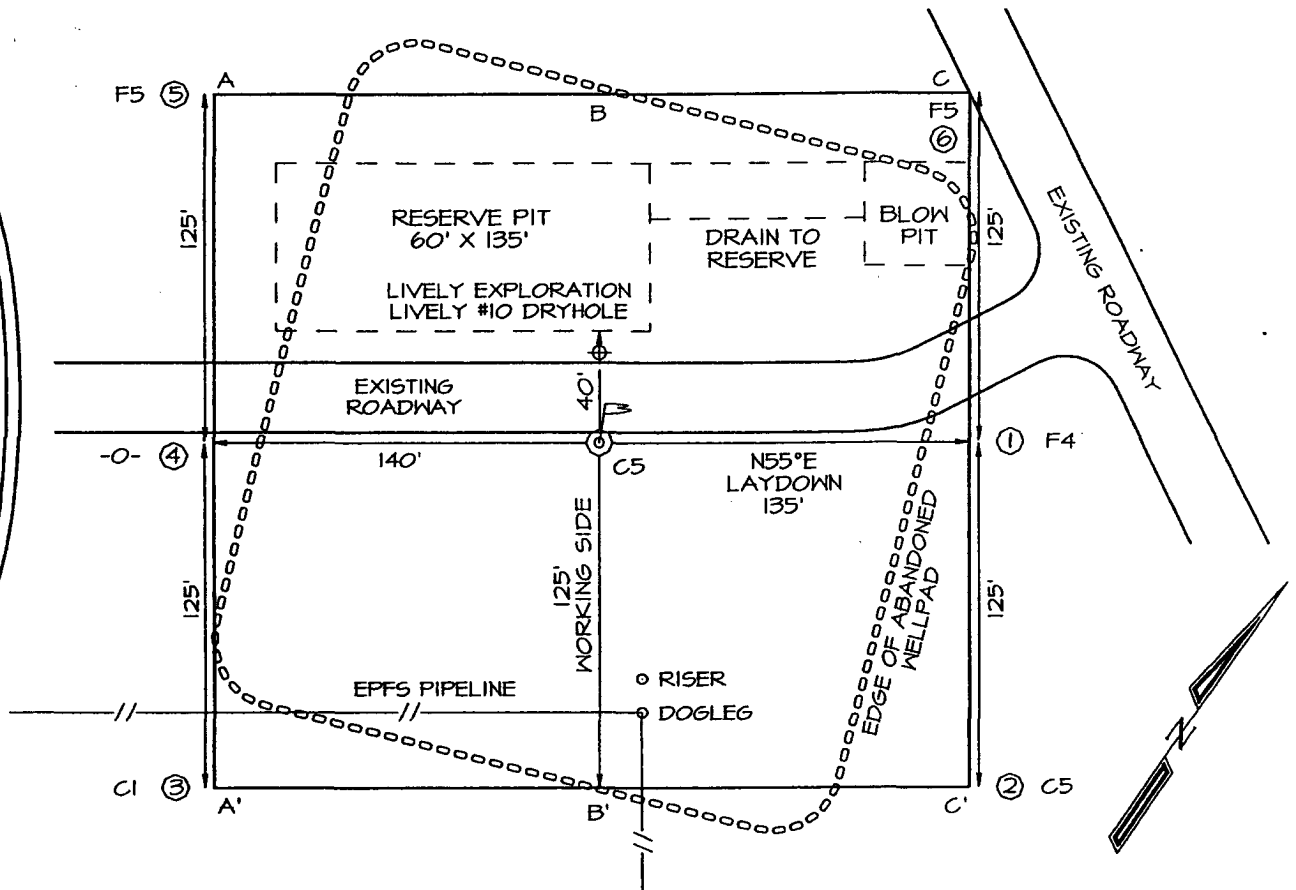 A
C
F5 ⑤
B
F5
⑥
125'
RESERVE PIT
60' X 135'
DRAIN TO
RESERVE
BLOW
PIT
125'
EXISTING ROADWAY
LIVELY EXPLORATION
LIVELY #10 DRYHOLE
EXISTING
ROADWAY
40'
-O- ④
140'
C5
N55°E
LAYDOWN
135'
① F4
125'
125'
WORKING SIDE
EDGE OF ABANDONED
WELLPAD
125'
RISER
EPFS PIPELINE
DOGLEG
N
C1 ③
A'
B'
C'
② C5